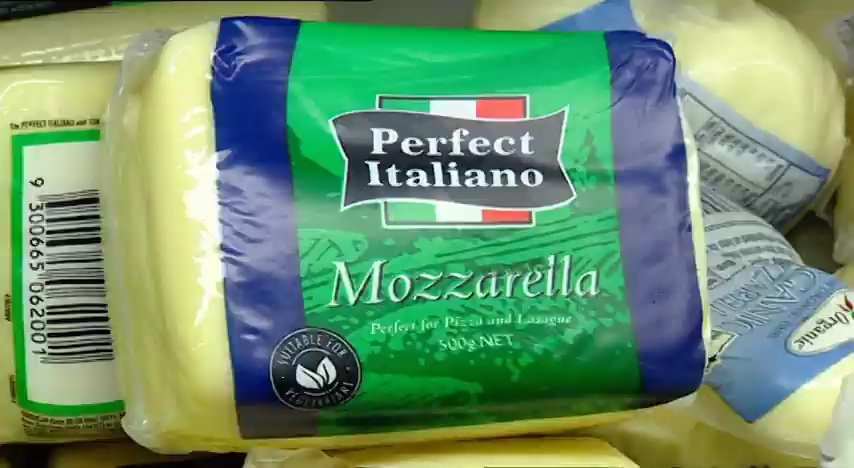 Perfect
Italiano
Mozzarella
Perfect for Pizza and Lasagne
500g NET
SUITABLE FOR
VEGETARIANS
9 300665 062001
Organic